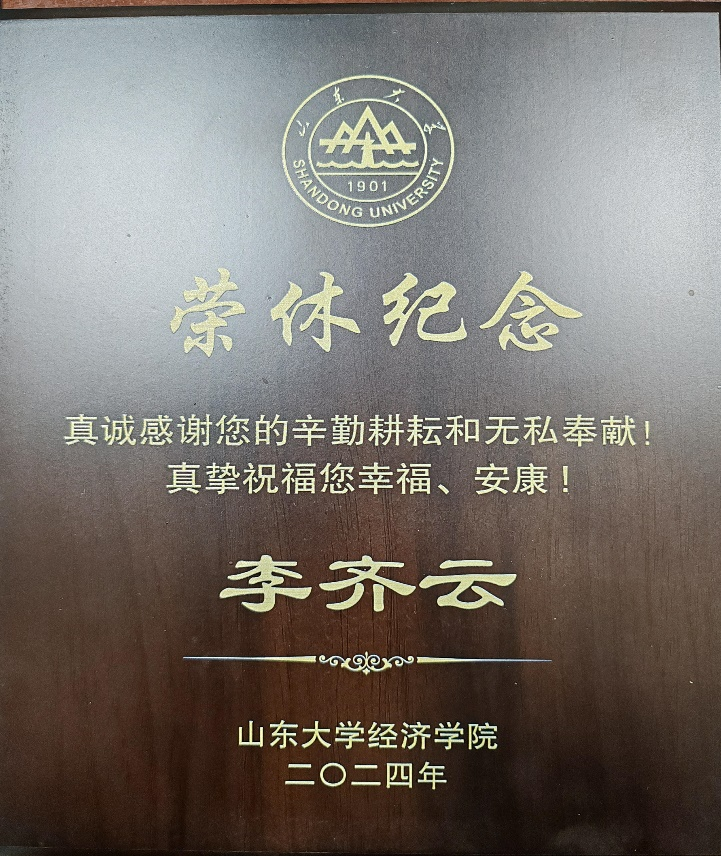 山东大学
1901
SHANDONG UNIVERSITY
荣休纪念
真诚感谢您的辛勤耕耘和无私奉献！
真挚祝福您幸福、安康！
李齐云
山东大学经济学院
二〇二四年